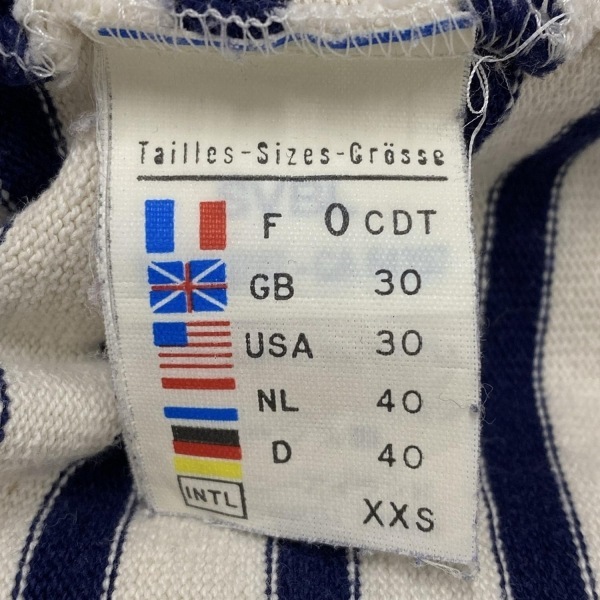 Tailles-Sizes-Grösse
F 0 CDT
GB 30
USA 30
NL 40
D 40
INTL XXS